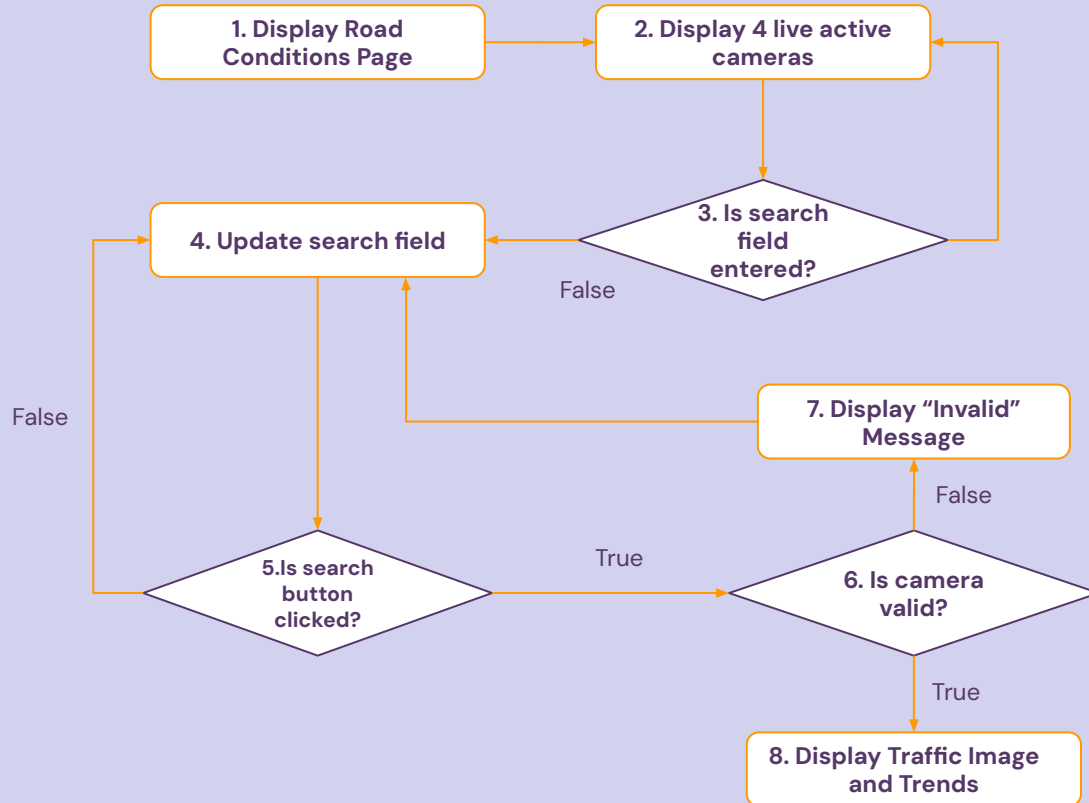 1. Display Road
Conditions Page
2. Display 4 live active
cameras
3. Is search
field
entered?
4. Update search field
False
False
7. Display “Invalid”
Message
False
5.Is search
button
clicked?
True
6. Is camera
valid?
True
8. Display Traffic Image
and Trends